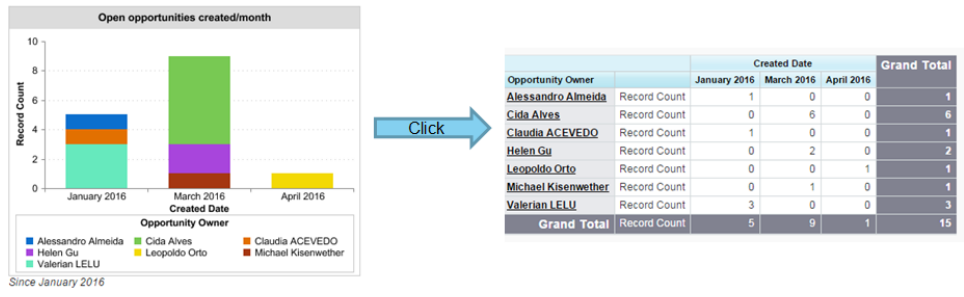 Open opportunities created/month
10
8
6
4
2
0
Record Count
January 2016 March 2016 April 2016
Created Date
Opportunity Owner
Alessandro Almeida Cida Alves Claudia ACEVEDO
Helen Gu Leopoldo Orto Michael Kisenwether
Valerian LELU
Since January 2016
Click
Created Date Grand Total
Opportunity Owner January 2016 March 2016 April 2016
Alessandro Almeida Record Count 1 0 0 1
Cida Alves Record Count 0 6 0 6
Claudia ACEVEDO Record Count 1 0 0 1
Helen Gu Record Count 0 2 0 2
Leopoldo Orto Record Count 0 0 1 1
Michael Kisenwether Record Count 0 1 0 1
Valerian LELU Record Count 3 0 0 3
Grand Total Record Count 5 9 1 15